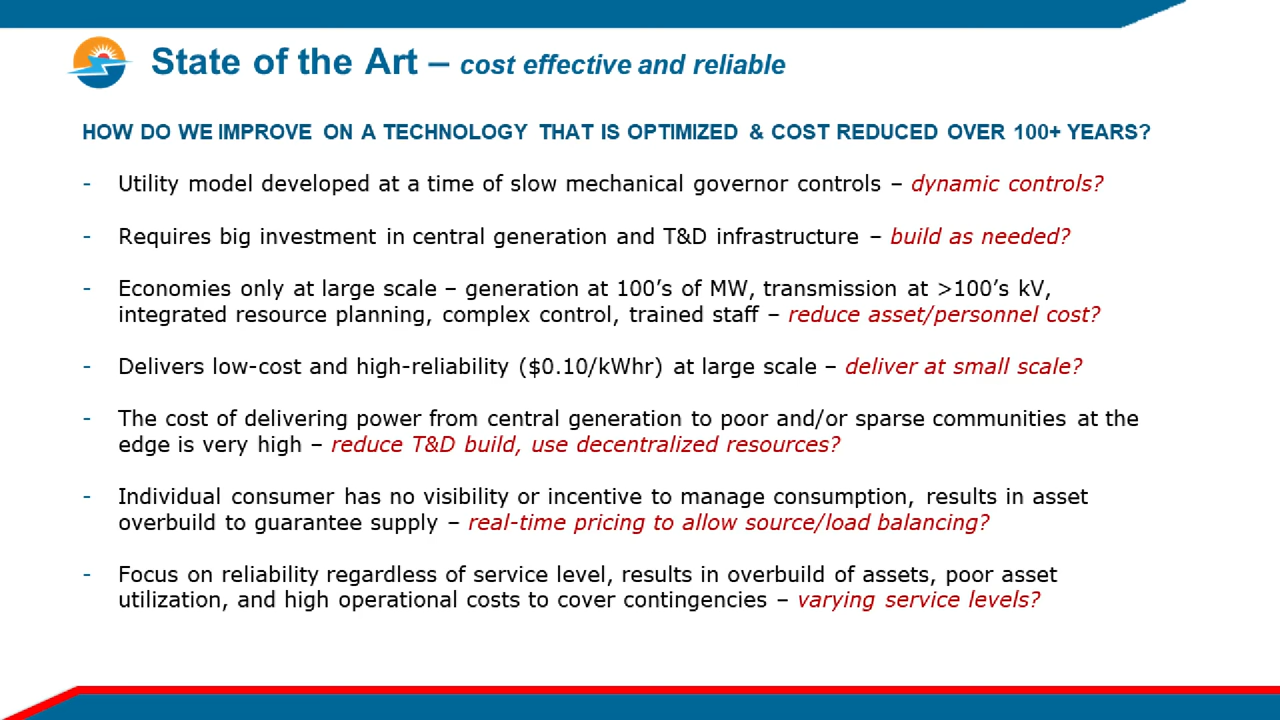 State of the Art – cost effective and reliable
HOW DO WE IMPROVE ON A TECHNOLOGY THAT IS OPTIMIZED & COST REDUCED OVER 100+ YEARS?
- Utility model developed at a time of slow mechanical governor controls – dynamic controls?
- Requires big investment in central generation and T&D infrastructure – build as needed?
- Economies only at large scale – generation at 100’s of MW, transmission at >100’s kV,
integrated resource planning, complex control, trained staff – reduce asset/personnel cost?
- Delivers low-cost and high-reliability ($0.10/kWhr) at large scale – deliver at small scale?
- The cost of delivering power from central generation to poor and/or sparse communities at the
edge is very high – reduce T&D build, use decentralized resources?
- Individual consumer has no visibility or incentive to manage consumption, results in asset
overbuild to guarantee supply – real-time pricing to allow source/load balancing?
- Focus on reliability regardless of service level, results in overbuild of assets, poor asset
utilization, and high operational costs to cover contingencies – varying service levels?